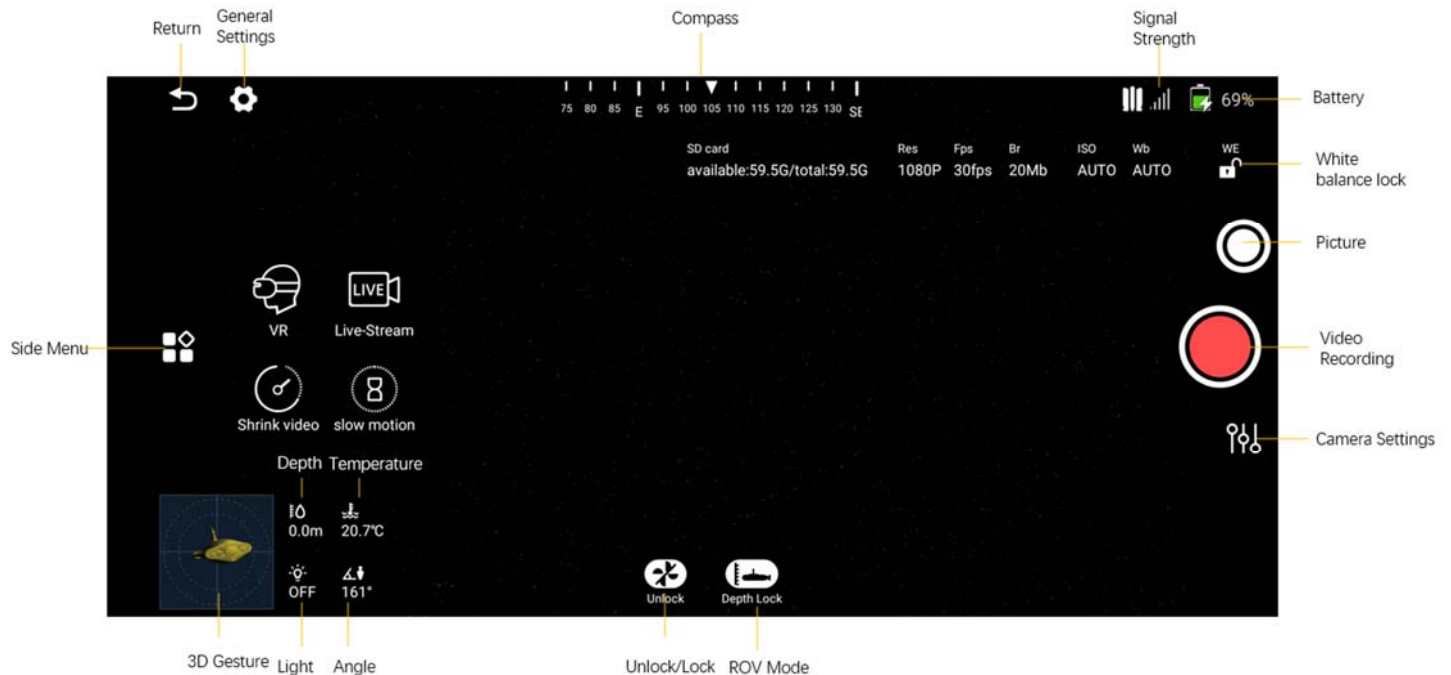 Return
General
Settings
Compass
Signal
Strength
75 80 85 E 95 100 105 110 115 120 125 130 SE
69%
Battery
SD card
available:59.5G/total:59.5G
Res
1080P
Fps
30fps
Br
20Mb
ISO
AUTO
Wb
AUTO
WE
White
balance lock
Picture
LIVE
VR
Live-Stream
Side Menu
Video
Recording
Shrink video
slow motion
Camera Settings
Depth
Temperature
0.0m
20.7℃
OFF
161°
Unlock
Depth Lock
3D Gesture
Light
Angle
Unlock/Lock
ROV Mode